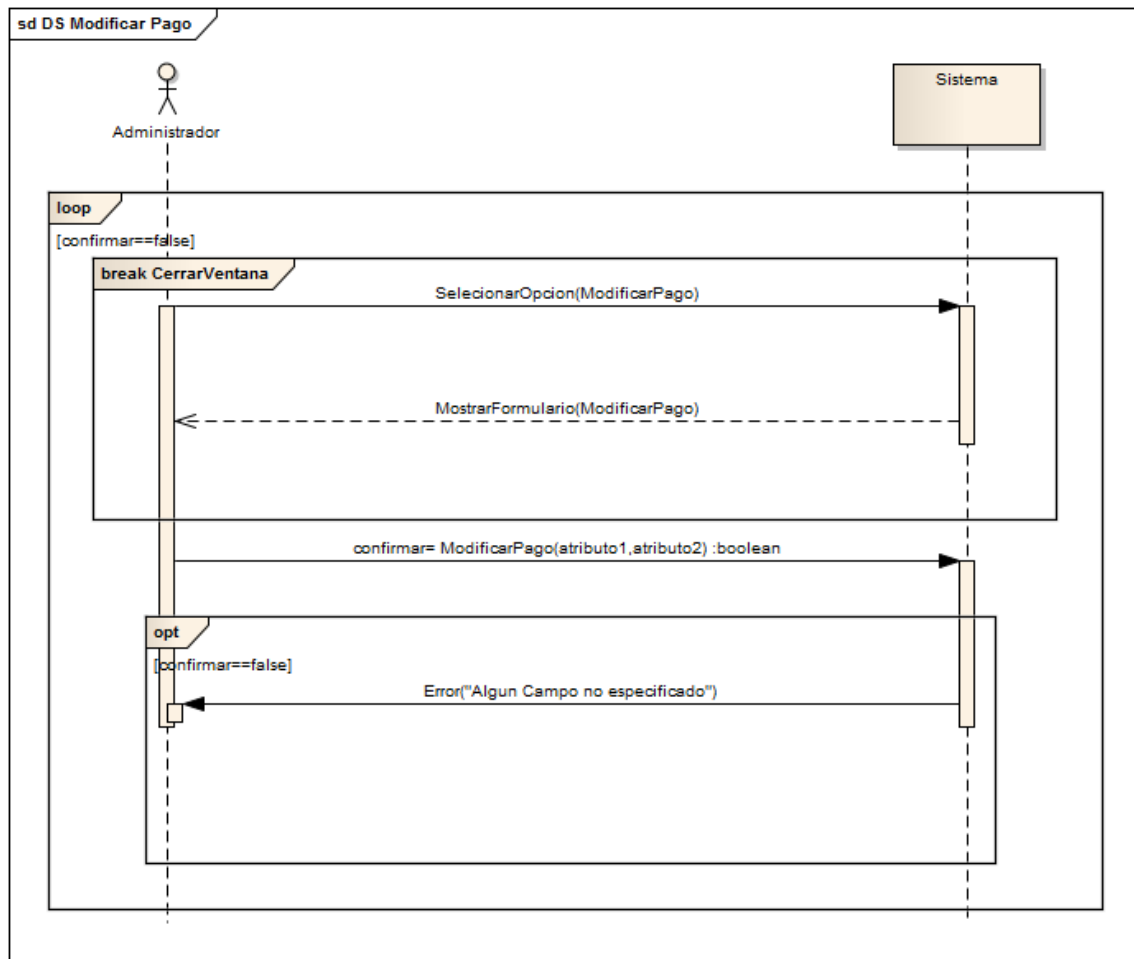 sd DS Modificar Pago
Administrador
Sistema
loop
[confirmar==false]
break CerrarVentana
SelecionarOpcion(ModificarPago)
MostrarFormulario(ModificarPago)
confirmar= ModificarPago(atributo1,atributo2) :boolean
opt
[confirmar==false]
Error("Algun Campo no especificado")